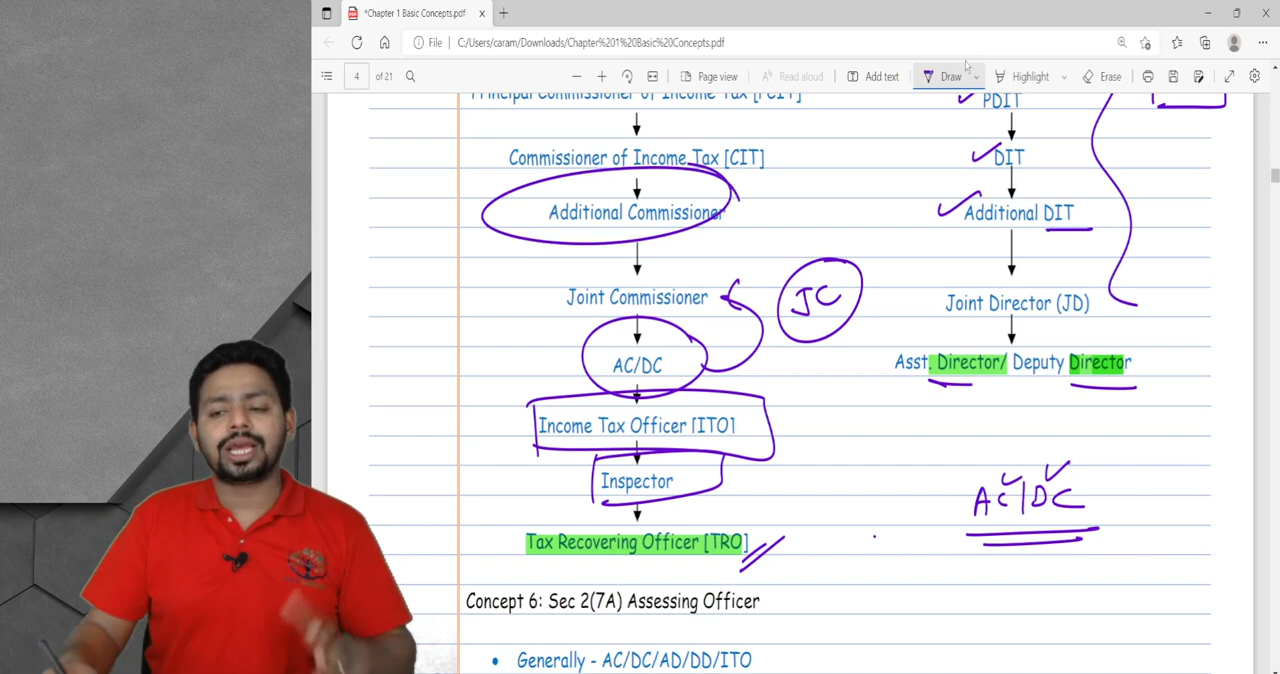 *Chapter 1 Basic Concepts.pdf
File C:/Users/caram/Downloads/Chapter%201%20Basic%20Concepts.pdf
4 of 21 Page view Read aloud Add text Draw Highlight Erase
Principal Commissioner of Income Tax [PCIT] PDIT
Commissioner of Income Tax [CIT] DIT
Additional Commissioner Additional DIT
Joint Commissioner JC Joint Director (JD)
AC/DC Asst. Director/ Deputy Director
Income Tax Officer [ITO]
Inspector AC/DC
Tax Recovering Officer [TRO]
Concept 6: Sec 2(7A) Assessing Officer
• Generally - AC/DC/AD/DD/ITO